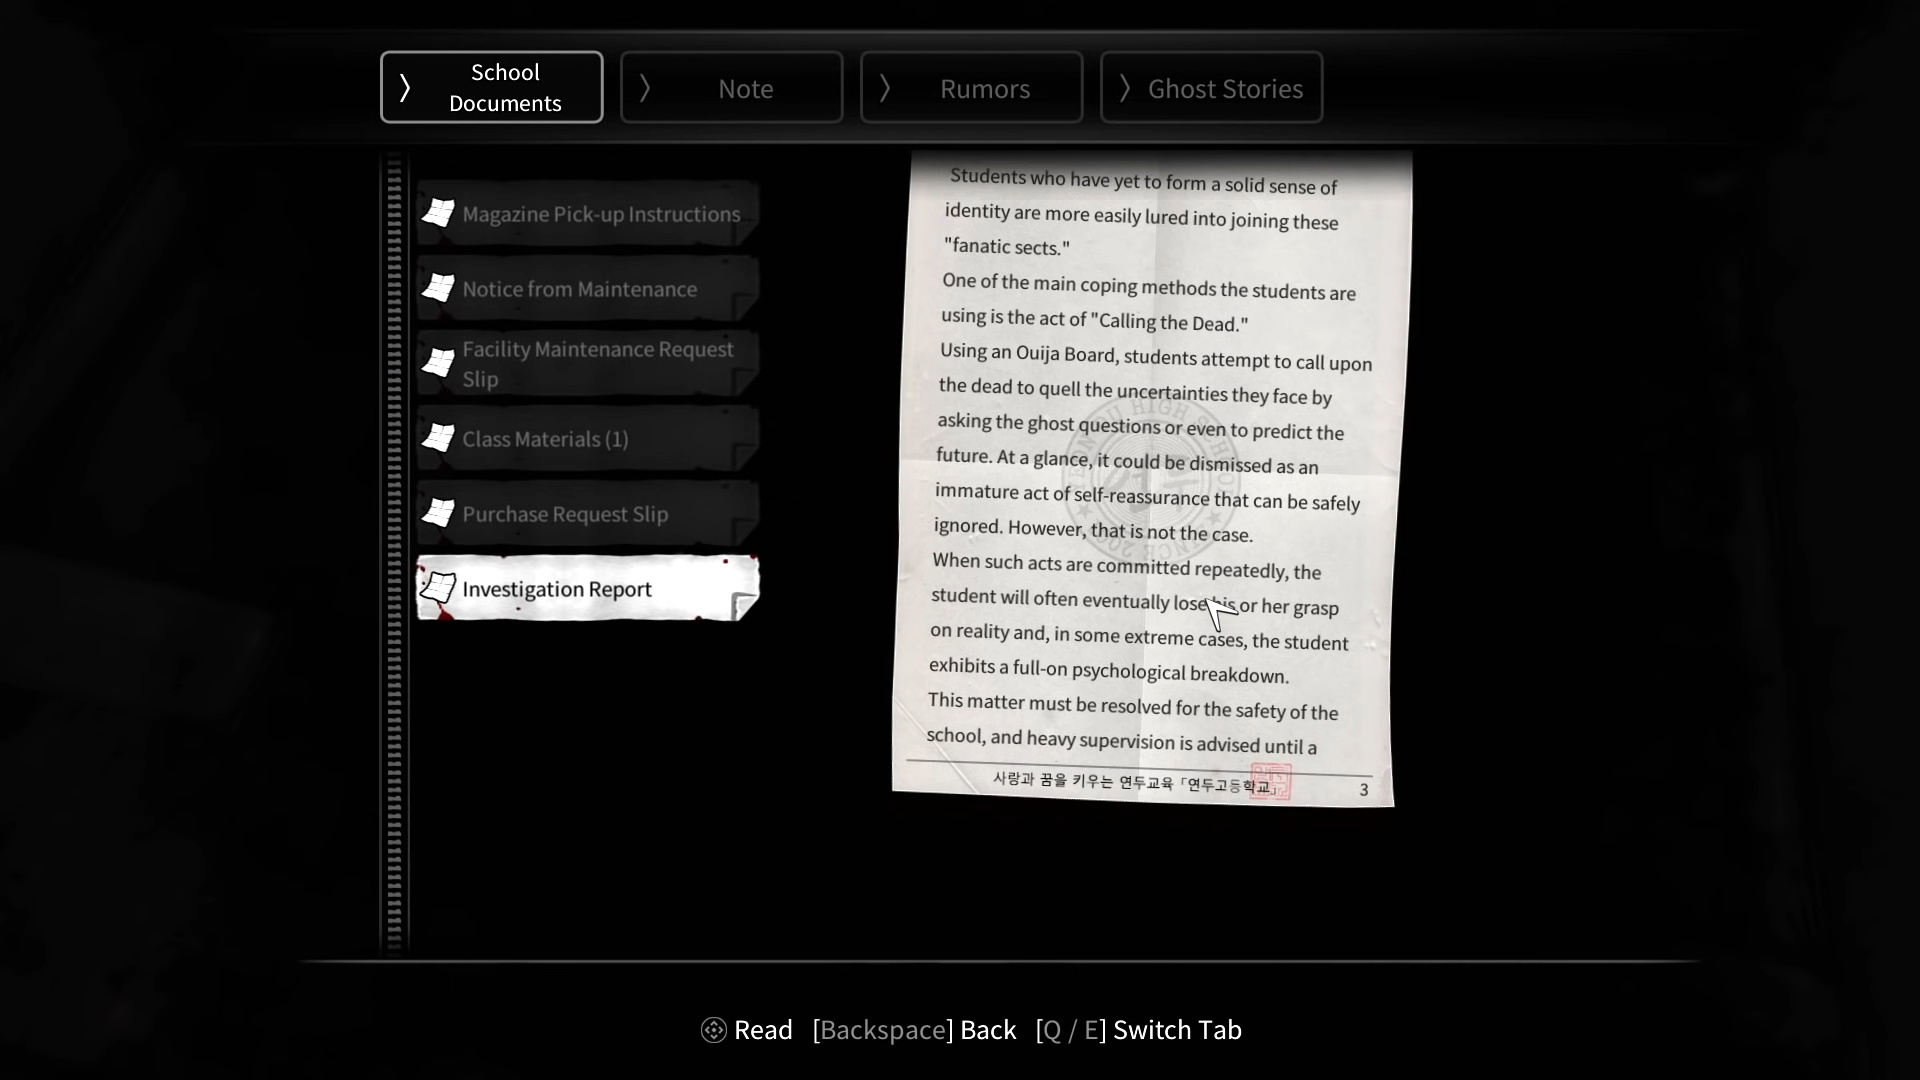 School
Documents
Note
Rumors
Ghost Stories
Magazine Pick-up Instructions
Notice from Maintenance
Facility Maintenance Request
Slip
Class Materials (1)
Purchase Request Slip
Investigation Report
Students who have yet to form a solid sense of
identity are more easily lured into joining these
"fanatic sects."
One of the main coping methods the students are
using is the act of "Calling the Dead."
Using an Ouija Board, students attempt to call upon
the dead to quell the uncertainties they face by
asking the ghost questions or even to predict the
future. At a glance, it could be dismissed as an
immature act of self-reassurance that can be safely
ignored. However, that is not the case.
When such acts are committed repeatedly, the
student will often eventually lose his or her grasp
on reality and, in some extreme cases, the student
exhibits a full-on psychological breakdown.
This matter must be resolved for the safety of the
school, and heavy supervision is advised until a
사랑과 꿈을 키우는 연두교육 「연두고등학교」
3
Read [Backspace] Back [Q / E] Switch Tab